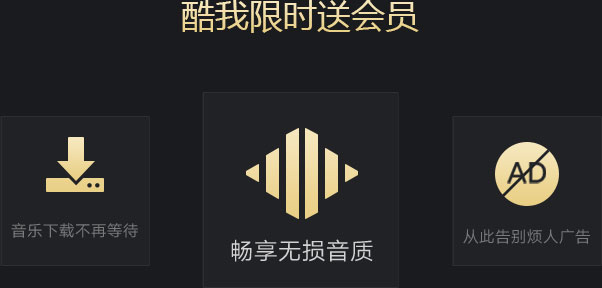 酷我限时送会员
AD
音乐下载不再等待
畅享无损音质
从此告别烦人广告